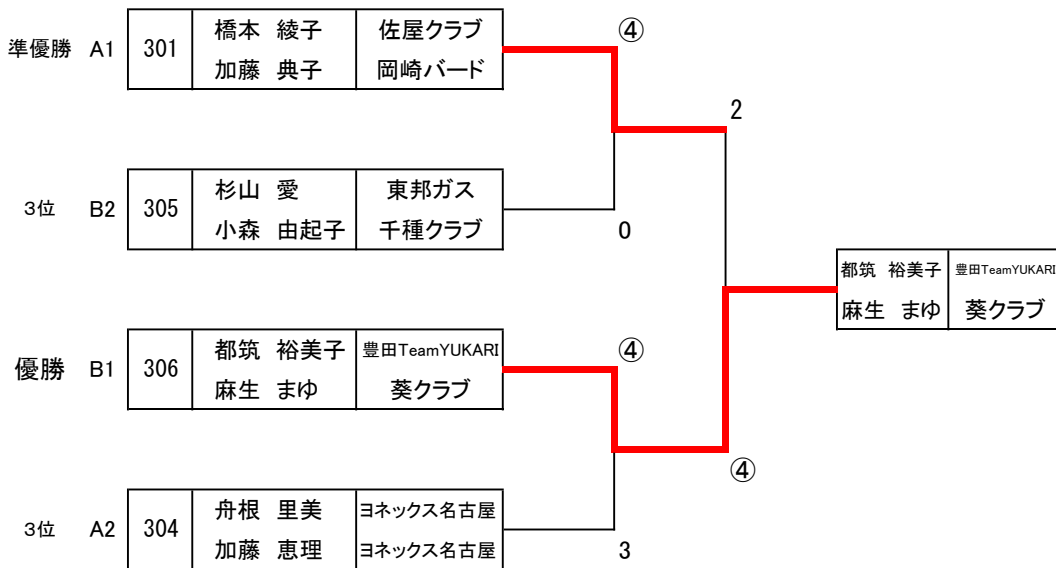 準優勝 A1 301 橋本 綾子 佐屋クラブ ④
加藤 典子 岡崎バード
2
3位 B2 305 杉山 愛 東邦ガス
小森 由起子 千種クラブ 0
都筑 裕美子 豊田TeamYUKARI
麻生 まゆ 葵クラブ
優勝 B1 306 都筑 裕美子 豊田TeamYUKARI ④
麻生 まゆ 葵クラブ
④
3位 A2 304 舟根 里美 ヨネックス名古屋
加藤 恵理 ヨネックス名古屋 3